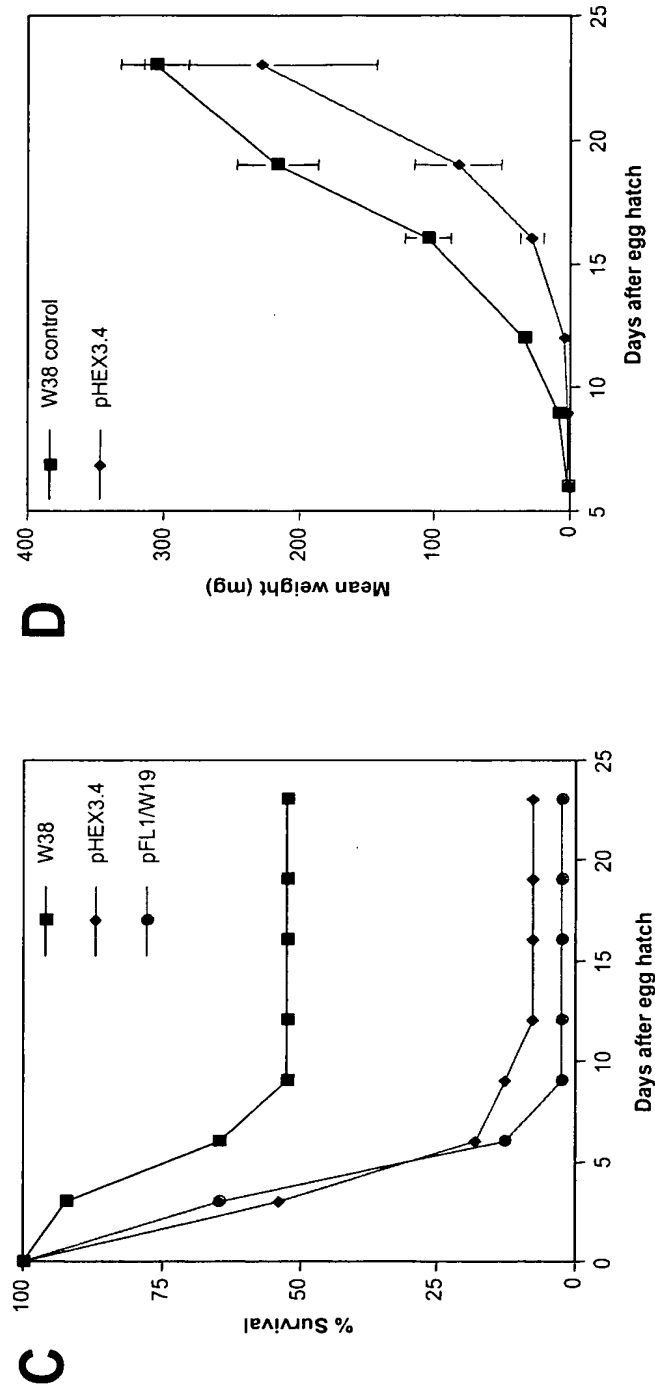 C
100
75
50
25
0
% Survival
0
5
10
15
20
25
Days after egg hatch
W38
pHEX3.4
pFL1/W19
D
400
300
200
100
0
Mean weight (mg)
5
10
15
20
25
Days after egg hatch
W38 control
pHEX3.4